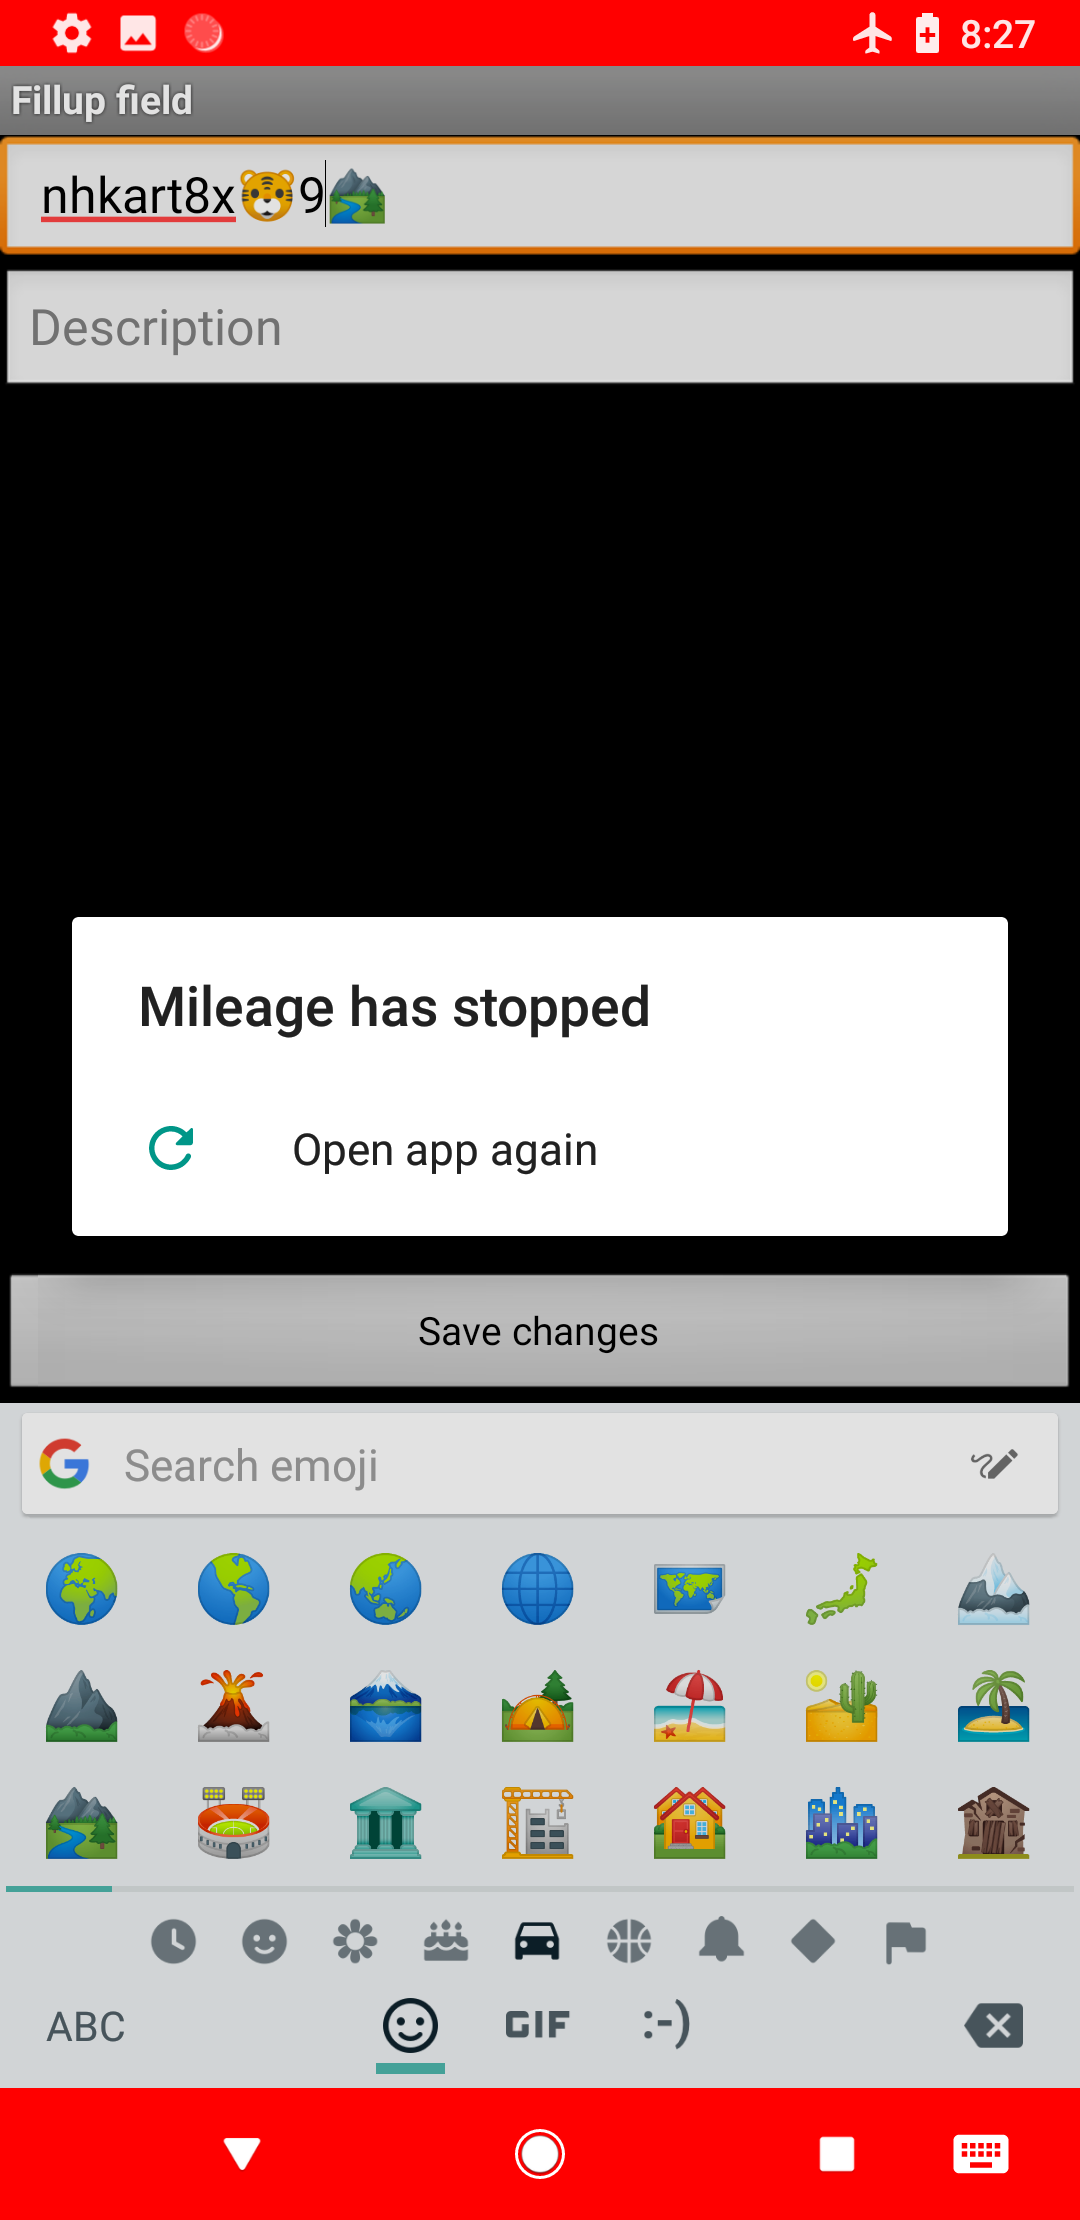 8:27
Fillup field
nhkart8x🐯9🏞️
Description
Mileage has stopped
Open app again
Save changes
Search emoji
ABC
GIF
:-)